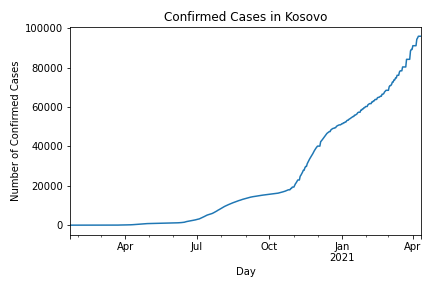 Confirmed Cases in Kosovo
Number of Confirmed Cases
100000
80000
60000
40000
20000
0
Apr Jul Oct Jan Apr
2021
Day